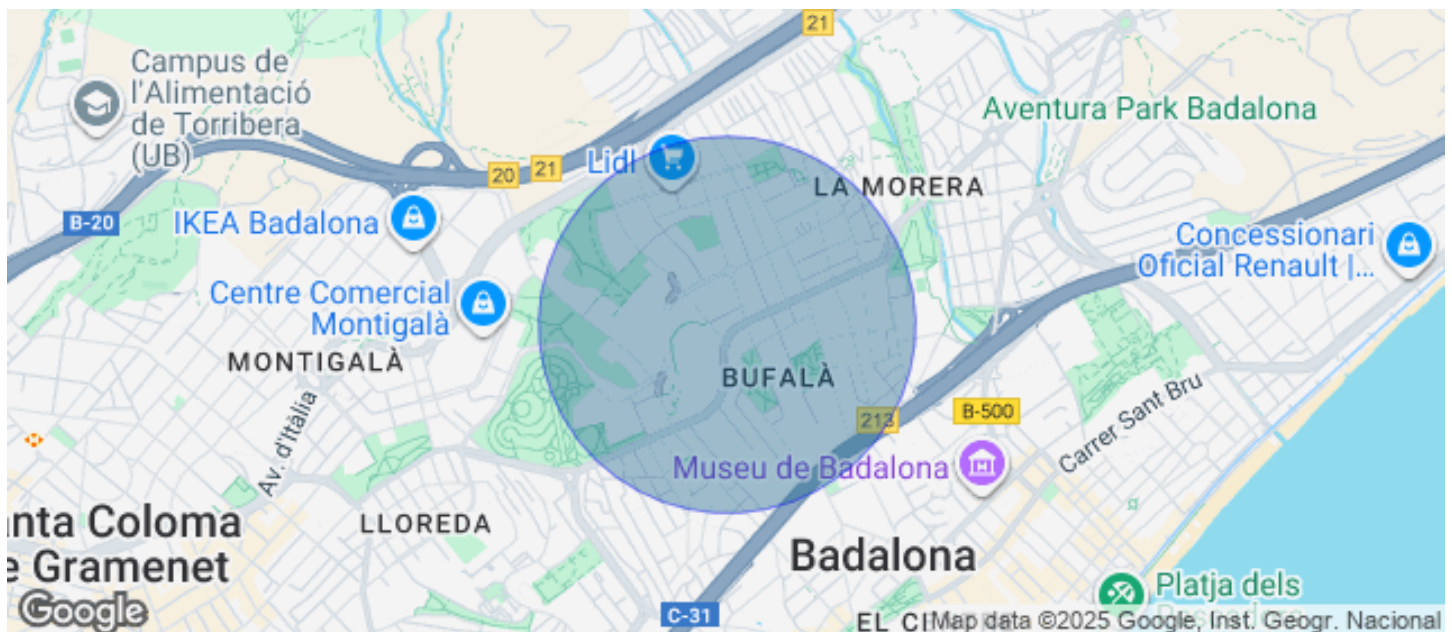 21
Campus de
l'Alimentació
de Torribera
(UB)
Aventura Park Badalona
Lidl
20
21
LA MORERA
B-20
IKEA Badalona
Concessionari
Oficial Renault |...
Centre Comercial
Montigalà
MONTIGALÀ
BUFALÀ
Av. d'Itàlia
213
B-500
Carrer Sant Bru
Museu de Badalona
anta Coloma
e Gramenet
LLOREDA
Badalona
Platja dels
Google
C-31
EL CI
Map data ©2025 Google, Inst. Geogr. Nacional